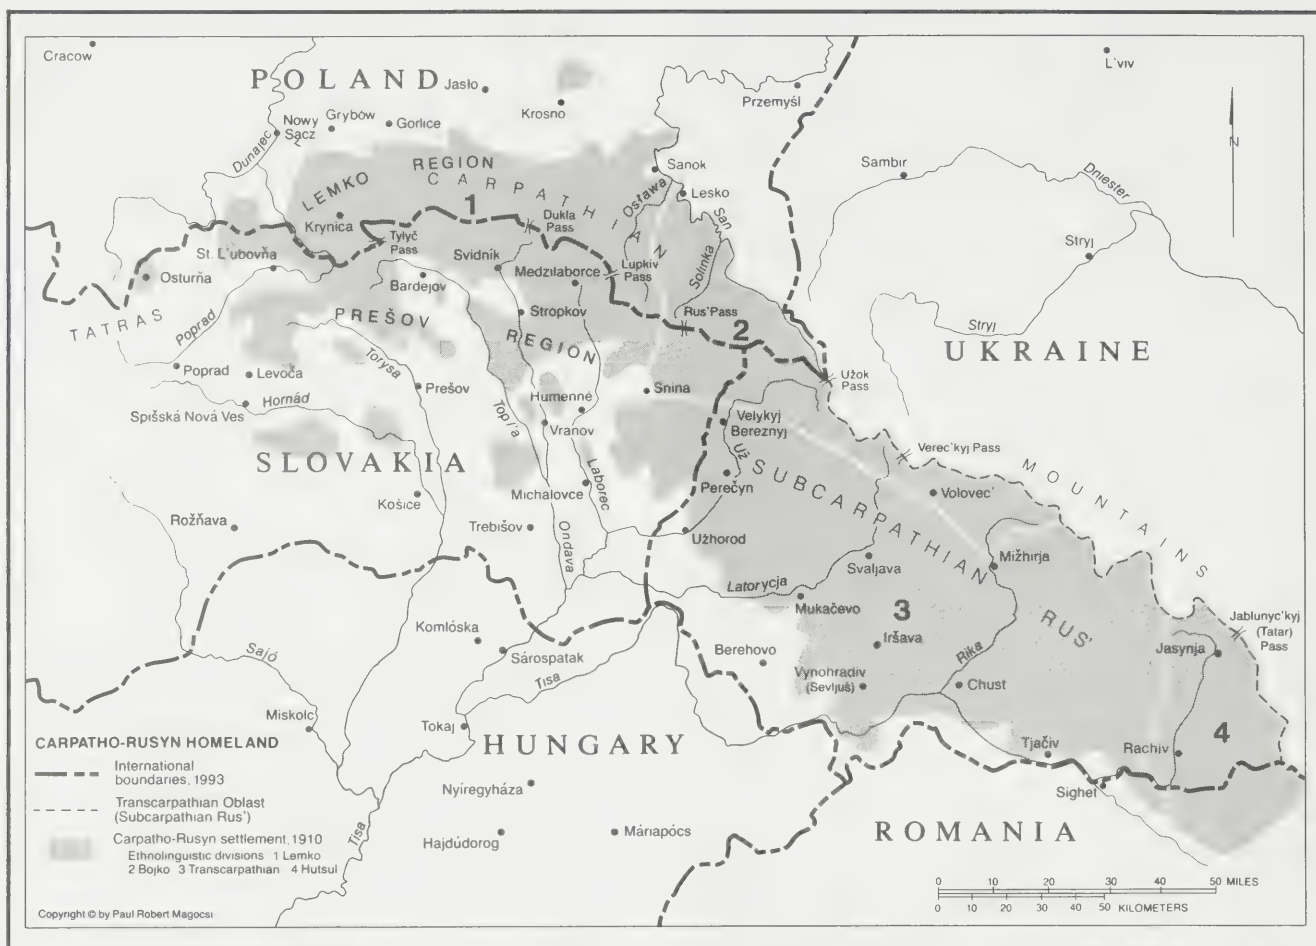 Cracow
L'VIV
POLAND
Jasło
Przemyśl
Krosno
Nowy
Sącz
Grybów
Gorlice
Dunajec
REGION
LEMKO
CARPATHIAN
Sanok
Sambir
Dniester
Lesko
Osława
San
1
Krynica
Dukla
Pass
Tylyč
Pass
Solinka
Stryj
St. L'ubovňa
Svidník
Medzilaborce
Lupkiv
Pass
Osturňa
Bardejov
TATRAS
Poprad
PREŠOV
Stropkov
Rus' Pass
2
Stryj
REGION
UKRAINE
Torysa
Poprad
Levoča
Prešov
Užok
Pass
Snina
Hornád
Spišská Nová Ves
Humenné
Topl'a
Vranov
Velykyj
Bereznyj
Už
Verec'kyj Pass
MOUNTAINS
SLOVAKIA
Laborec
SUBCARPATHIAN
Perečyn
Volovec'
Košice
Michalovce
Rožňava
Trebišov
Ondava
Užhorod
Mižhirja
Svaljava
Latorycja
Mukačevo
3
RUS'
Jablunyc'kyj
(Tatar)
Pass
Komlóska
Iršava
Rika
Jasynja
Sajó
Sárospatak
Berehovo
Tisa
Vynohradiv
(Sevljuš)
Chust
Miskolc
Tokaj
HUNGARY
4
Tjačiv
Rachiv
CARPATHO-RUSYN HOMELAND
International
boundaries, 1993
Transcarpathian Oblast
(Subcarpathian Rus')
Carpatho-Rusyn settlement, 1910
Ethnolinguistic divisions 1 Lemko
2 Bojko 3 Transcarpathian 4 Hutsul
Nyíregyháza
Sighet
Tisa
Hajdúdorog
Máriapócs
ROMANIA
0 10 20 30 40 50 MILES
0 10 20 30 40 50 KILOMETERS
Copyright © by Paul Robert Magocsi
N